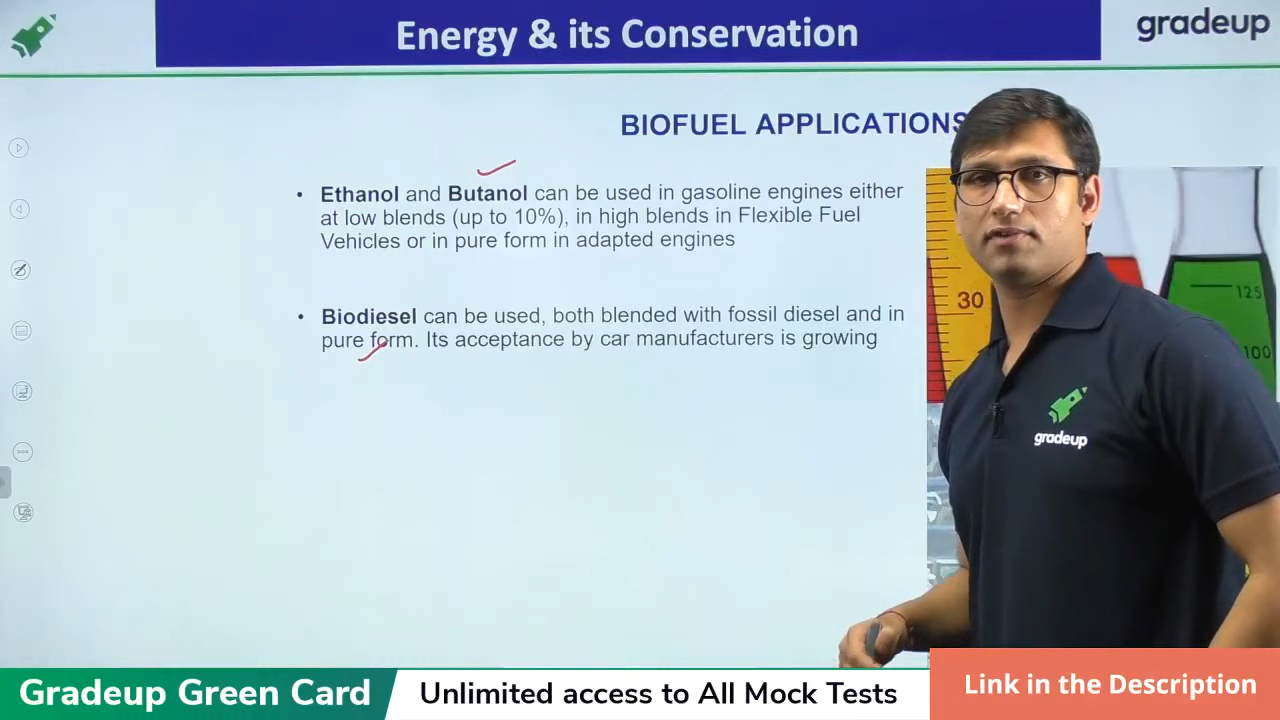 Energy & its Conservation
gradeup
BIOFUEL APPLICATIONS
• Ethanol and Butanol can be used in gasoline engines either
at low blends (up to 10%), in high blends in Flexible Fuel
Vehicles or in pure form in adapted engines
• Biodiesel can be used, both blended with fossil diesel and in
pure form. Its acceptance by car manufacturers is growing
30
125
100
gradeup
Gradeup Green Card
Unlimited access to All Mock Tests
Link in the Description